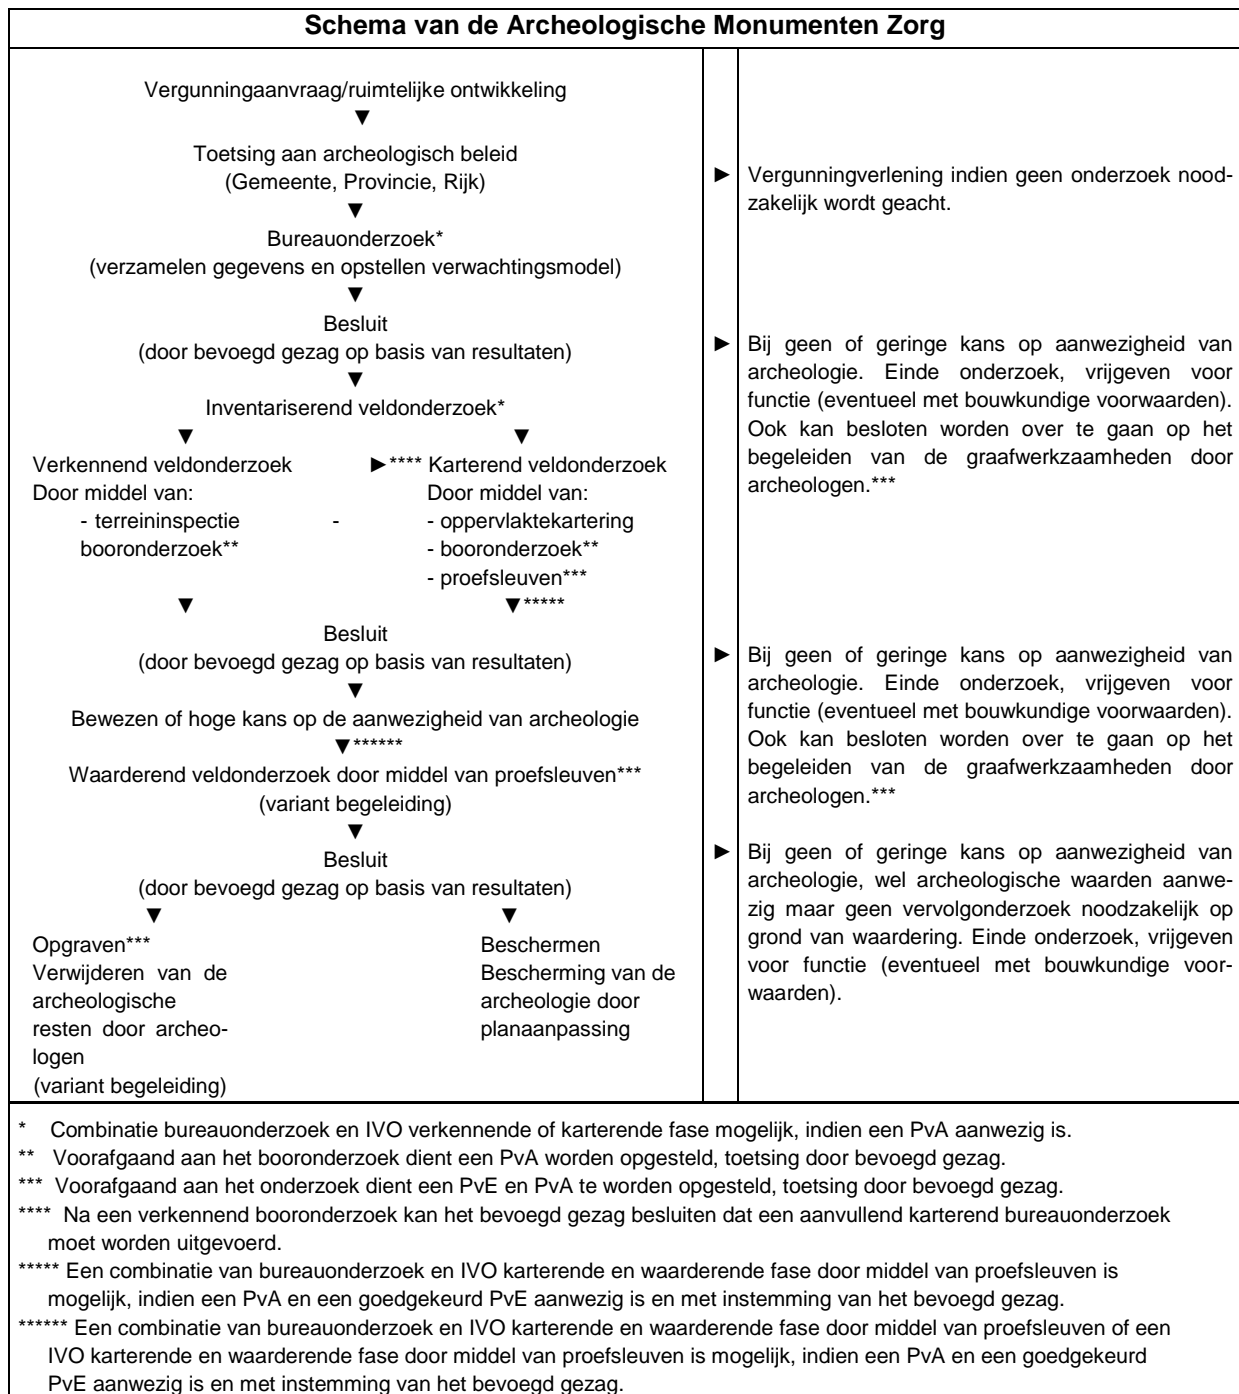 Schema van de Archeologische Monumenten Zorg
Vergunningaanvraag/ruimtelijke ontwikkeling
▼
Toetsing aan archeologisch beleid
(Gemeente, Provincie, Rijk)
▼
Bureauonderzoek*
(verzamelen gegevens en opstellen verwachtingsmodel)
▼
Besluit
(door bevoegd gezag op basis van resultaten)
▼
Inventariserend veldonderzoek*
▼ ▼
Verkennend veldonderzoek ►**** Karterend veldonderzoek
Door middel van: Door middel van:
- terreininspectie - - oppervlaktekartering
booronderzoek** - booronderzoek**
- proefsleuven***
▼ ▼*****
Besluit
(door bevoegd gezag op basis van resultaten)
▼
Bewezen of hoge kans op de aanwezigheid van archeologie
▼******
Waarderend veldonderzoek door middel van proefsleuven***
(variant begeleiding)
▼
Besluit
(door bevoegd gezag op basis van resultaten)
▼ ▼
Opgraven*** Beschermen
Verwijderen van de Bescherming van de
archeologische archeologie door
resten door archeo- planaanpassing
logen
(variant begeleiding)
► Vergunningverlening indien geen onderzoek nood-
zakelijk wordt geacht.
► Bij geen of geringe kans op aanwezigheid van
archeologie. Einde onderzoek, vrijgeven voor
functie (eventueel met bouwkundige voorwaarden).
Ook kan besloten worden over te gaan op het
begeleiden van de graafwerkzaamheden door
archeologen.***
► Bij geen of geringe kans op aanwezigheid van
archeologie. Einde onderzoek, vrijgeven voor
functie (eventueel met bouwkundige voorwaarden).
Ook kan besloten worden over te gaan op het
begeleiden van de graafwerkzaamheden door
archeologen.***
► Bij geen of geringe kans op aanwezigheid van
archeologie, wel archeologische waarden aanwe-
zig maar geen vervolgonderzoek noodzakelijk op
grond van waardering. Einde onderzoek, vrijgeven
voor functie (eventueel met bouwkundige voor-
waarden).
* Combinatie bureauonderzoek en IVO verkennende of karterende fase mogelijk, indien een PvA aanwezig is.
** Voorafgaand aan het booronderzoek dient een PvA worden opgesteld, toetsing door bevoegd gezag.
*** Voorafgaand aan het onderzoek dient een PvE en PvA te worden opgesteld, toetsing door bevoegd gezag.
**** Na een verkennend booronderzoek kan het bevoegd gezag besluiten dat een aanvullend karterend bureauonderzoek
moet worden uitgevoerd.
***** Een combinatie van bureauonderzoek en IVO karterende en waarderende fase door middel van proefsleuven is
mogelijk, indien een PvA en een goedgekeurd PvE aanwezig is en met instemming van het bevoegd gezag.
****** Een combinatie van bureauonderzoek en IVO karterende en waarderende fase door middel van proefsleuven of een
IVO karterende en waarderende fase door middel van proefsleuven is mogelijk, indien een PvA en een goedgekeurd
PvE aanwezig is en met instemming van het bevoegd gezag.